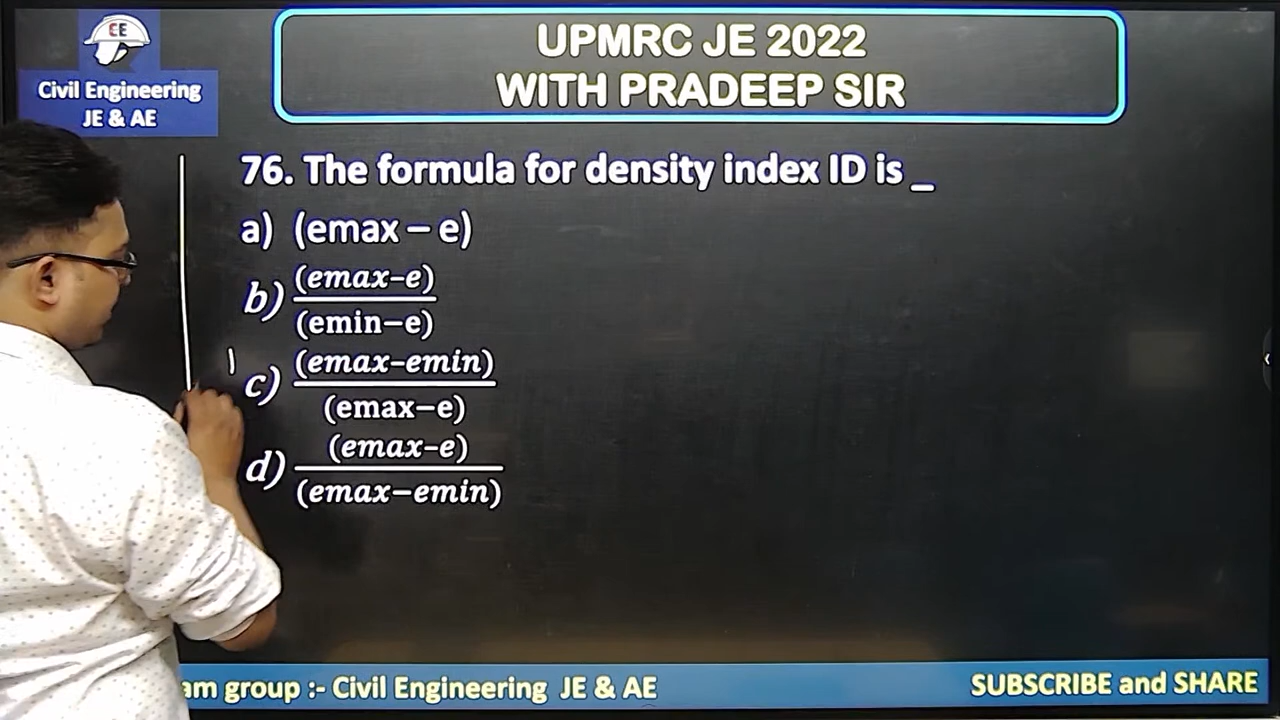 EE
Civil Engineering
JE & AE
UPMRC JE 2022
WITH PRADEEP SIR
76. The formula for density index ID is _
a) (emax – e)
b) (emax–e)
(emin–e)
c) (emax–emin)
(emax–e)
d) (emax–e)
(emax–emin)
am group :- Civil Engineering JE & AE
SUBSCRIBE and SHARE